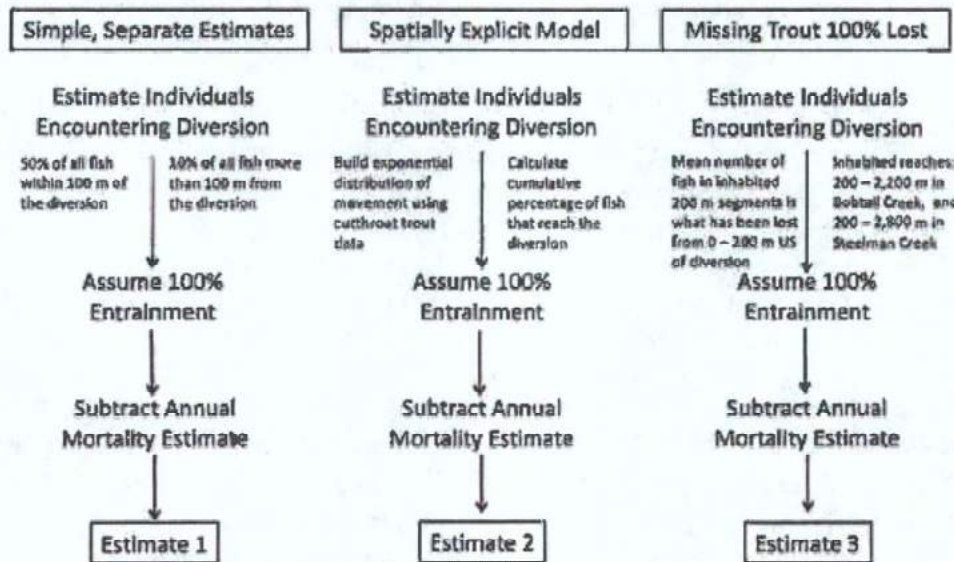 Simple, Separate Estimates
Estimate Individuals
Encountering Diversion
50% of all fish
within 100 m of
the diversion
10% of all fish more
than 100 m from
the diversion
Assume 100%
Entrainment
Subtract Annual
Mortality Estimate
Estimate 1
Spatially Explicit Model
Estimate Individuals
Encountering Diversion
Build exponential
distribution of
movement using
cutthroat trout
data
Calculate
cumulative
percentage of fish
that reach the
diversion
Assume 100%
Entrainment
Subtract Annual
Mortality Estimate
Estimate 2
Missing Trout 100% Lost
Estimate Individuals
Encountering Diversion
Mean number of
fish in inhabited
200 m segments is
what has been lost
from 0 – 200 m US
of diversion
Inhabited reaches:
200 – 2,200 m in
Bobtail Creek, and
200 – 2,800 m in
Steelman Creek
Assume 100%
Entrainment
Subtract Annual
Mortality Estimate
Estimate 3